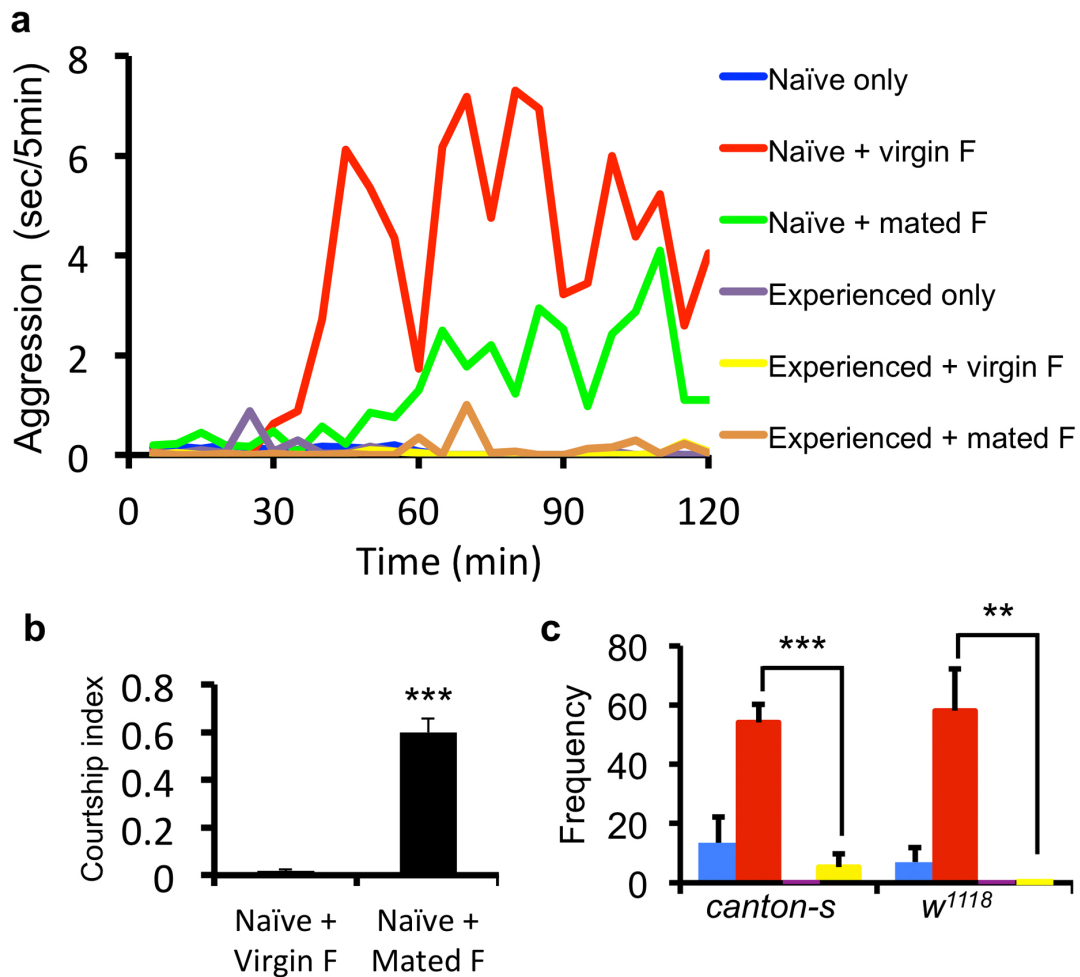 a
Aggression (sec/5min)
8
6
4
2
0
0 30 60 90 120
Time (min)
Naïve only
Naïve + virgin F
Naïve + mated F
Experienced only
Experienced + virgin F
Experienced + mated F
b
Courtship index
0.8
0.6
0.4
0.2
0
***
Naïve + Virgin F
Naïve + Mated F
c
Frequency
80
60
40
20
0
***
**
canton-s
w1118